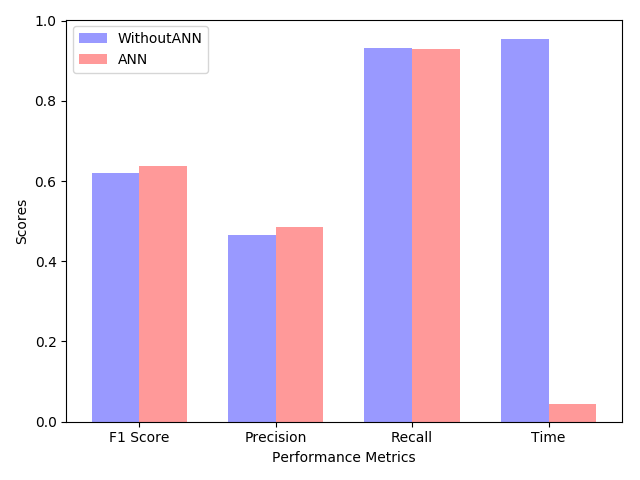 WithoutANN
ANN
1.0
0.8
0.6
0.4
0.2
0.0
Scores
F1 Score Precision Recall Time
Performance Metrics